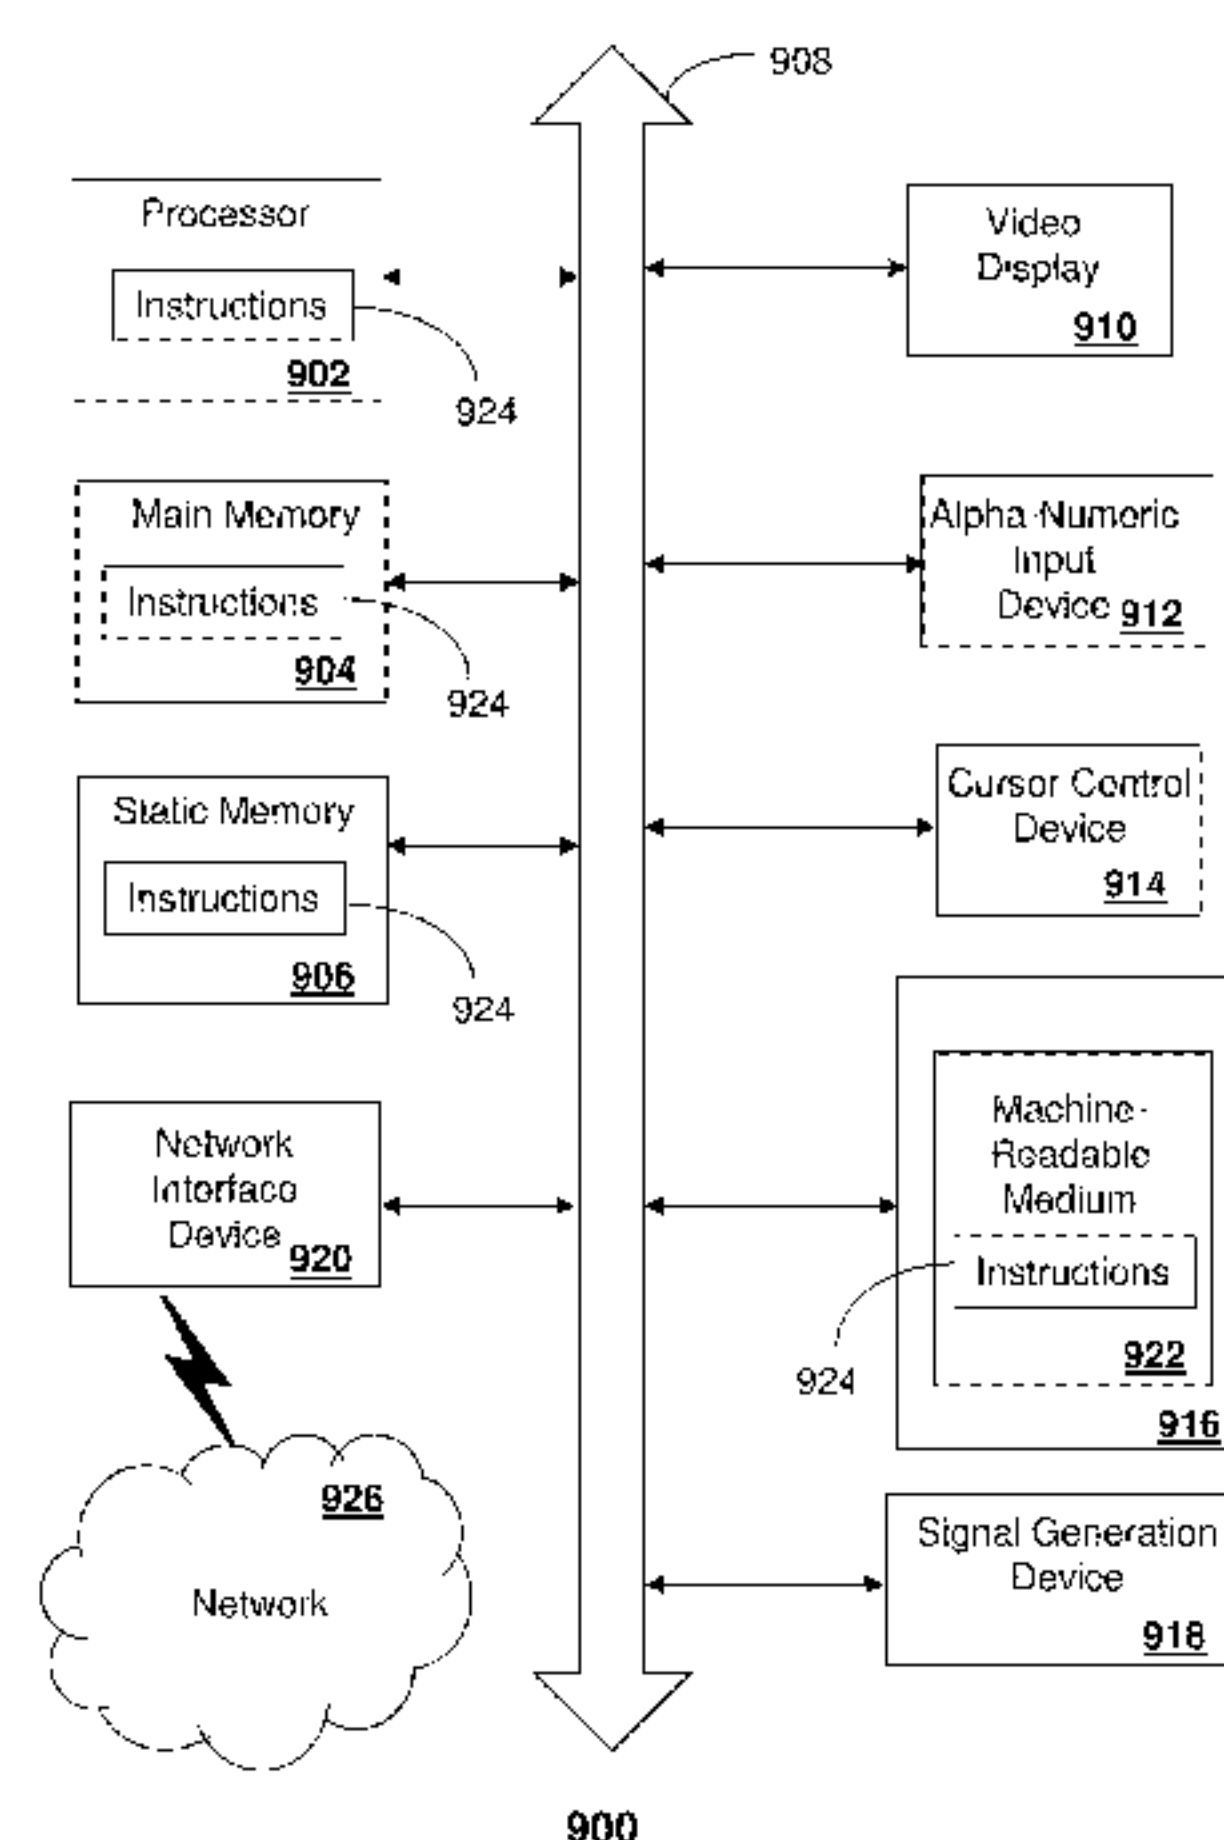 908
Processor
Instructions
902
924
Main Memory
Instructions
904
924
Static Memory
Instructions
906
924
Network
Interface
Device
920
926
Network
Video
Display
910
Alpha-Numeric
Input
Device
912
Cursor Control
Device
914
Machine-
Readable
Medium
Instructions
924
922
916
Signal Generation
Device
918
900